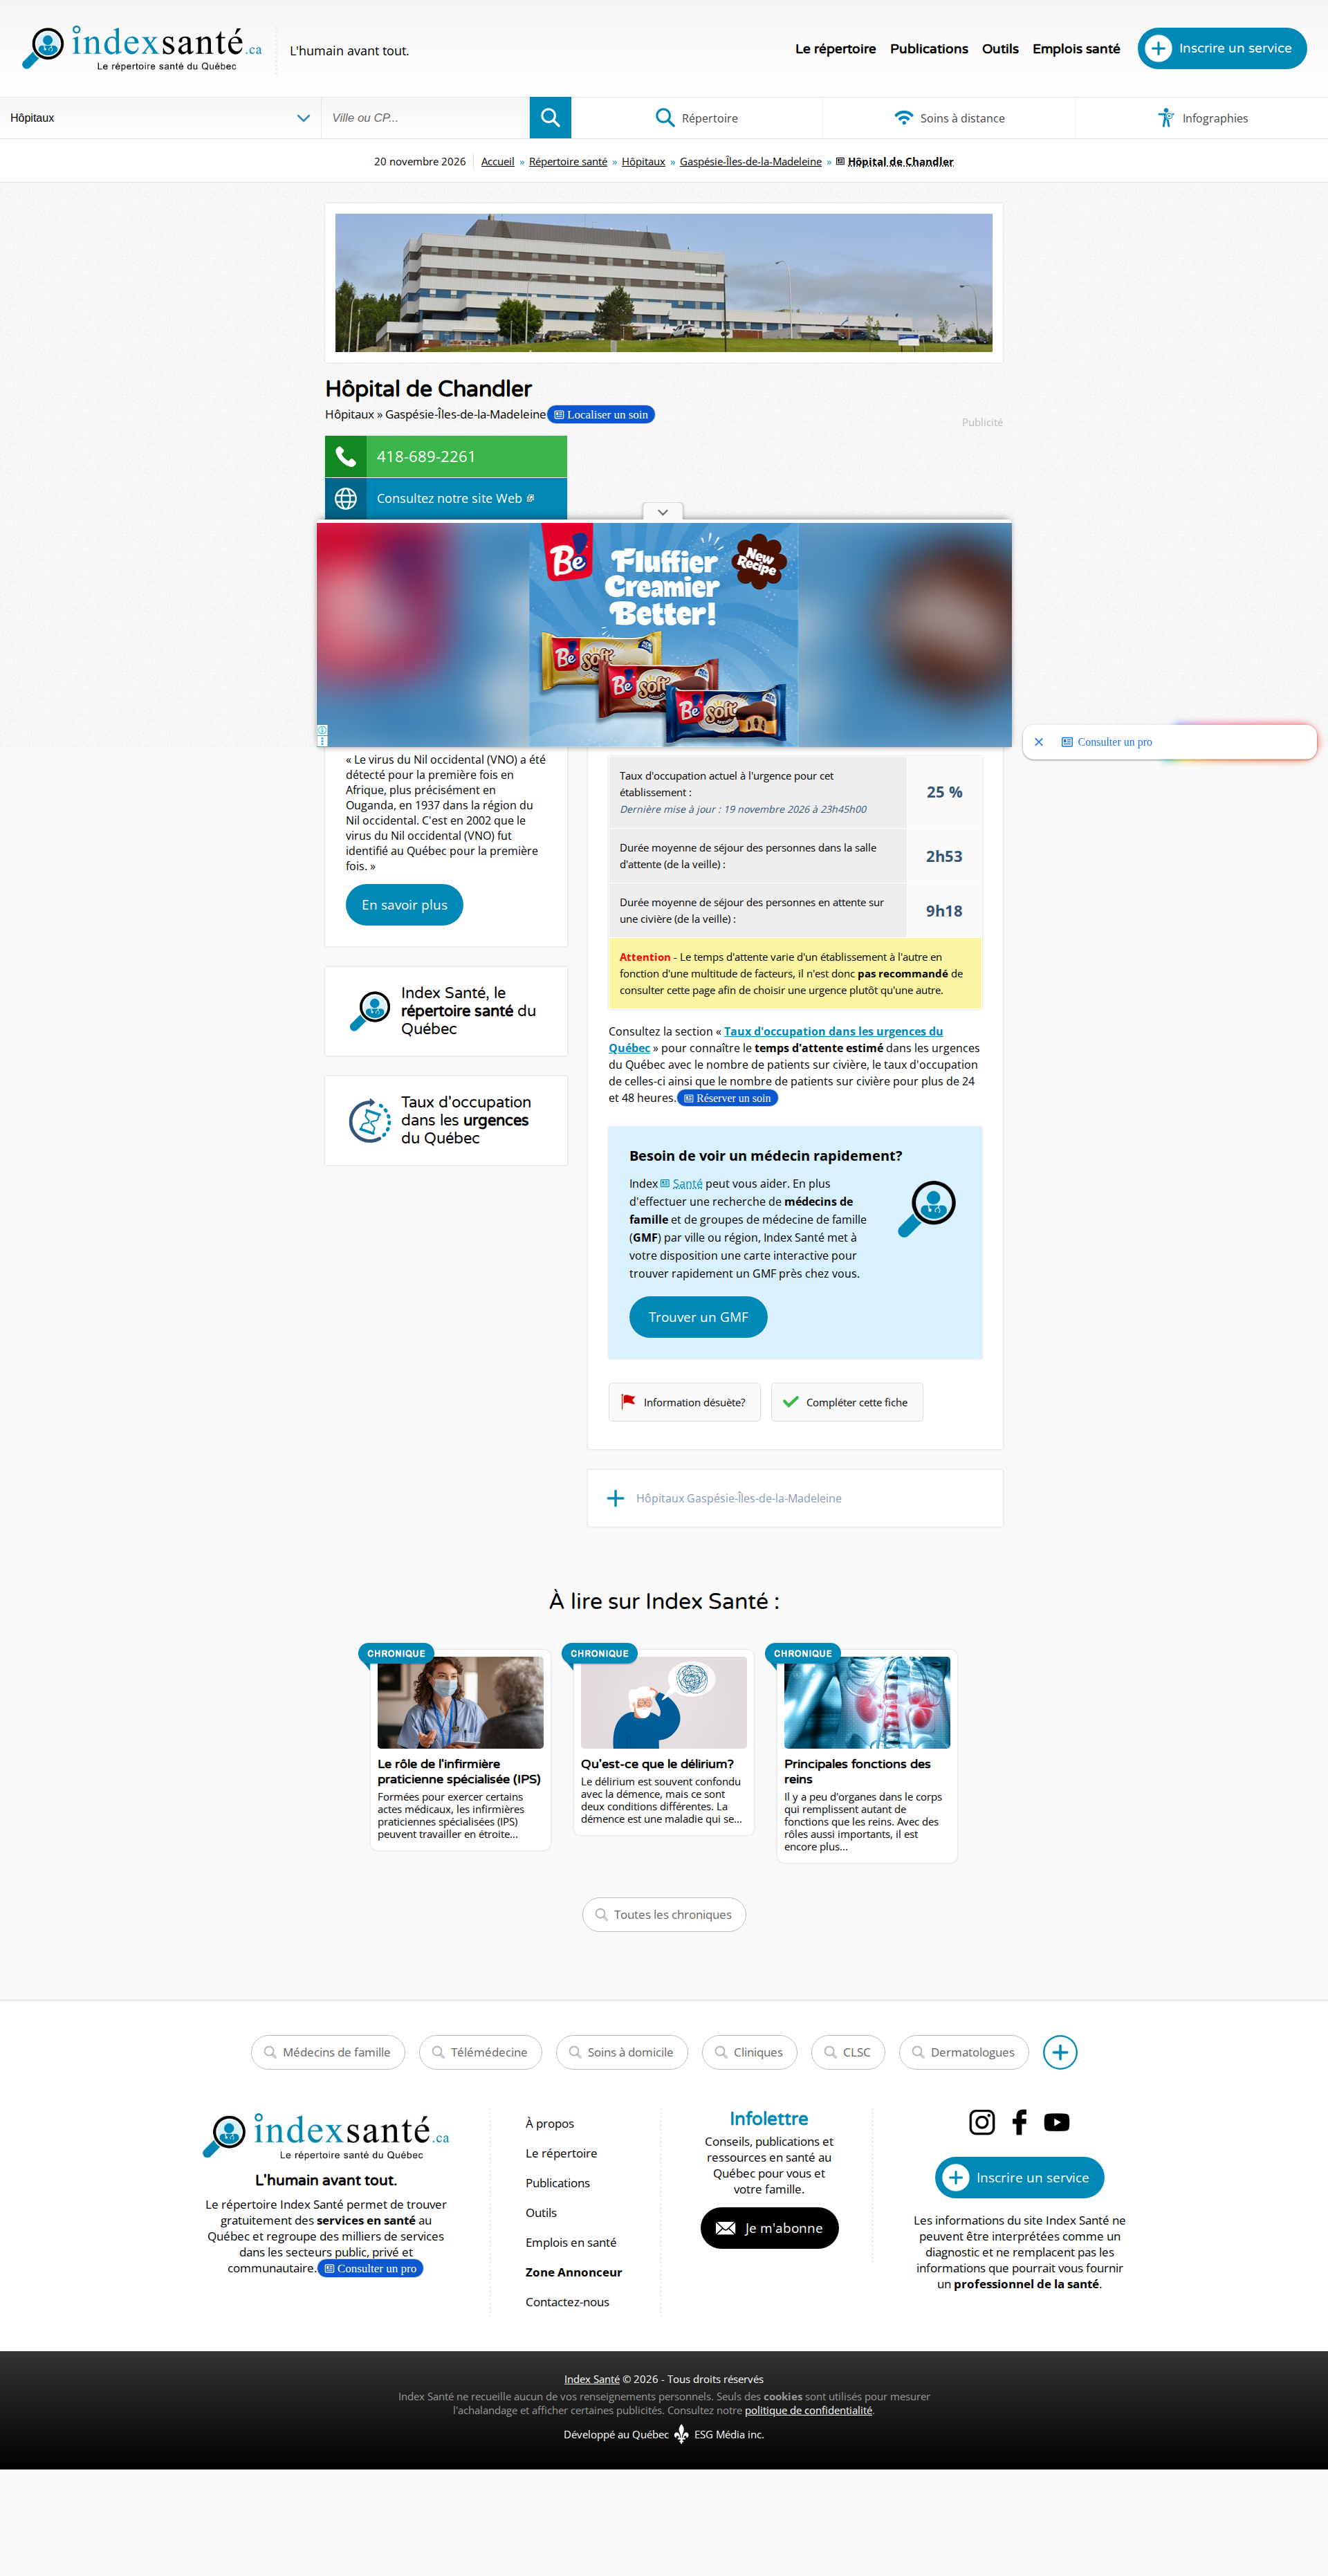 indexsanté.ca
Le répertoire santé du Québec
L'humain avant tout.
Le répertoire
Publications
Outils
Emplois santé
Inscrire un service
Hôpitaux
Ville ou CP...
Répertoire
Soins à distance
Infographies
20 novembre 2026
Accueil » Répertoire santé » Hôpitaux » Gaspésie-Îles-de-la-Madeleine » Hôpital de Chandler
Hôpital de Chandler
Hôpitaux » Gaspésie-Îles-de-la-Madeleine Localiser un soin
Publicité
418-689-2261
Consultez notre site Web
Be
Fluffier
Creamier
Better!
New
Recipe
Be Soft
Be Soft
Be Soft
Consulter un pro
« Le virus du Nil occidental (VNO) a été
détecté pour la première fois en
Afrique, plus précisément en
Ouganda, en 1937 dans la région du
Nil occidental. C'est en 2002 que le
virus du Nil occidental (VNO) fut
identifié au Québec pour la première
fois. »
En savoir plus
Index Santé, le
répertoire santé du
Québec
Taux d'occupation
dans les urgences
du Québec
Taux d'occupation actuel à l'urgence pour cet
établissement :
Dernière mise à jour : 19 novembre 2026 à 23h45h00
25 %
Durée moyenne de séjour des personnes dans la salle
d'attente (de la veille) :
2h53
Durée moyenne de séjour des personnes en attente sur
une civière (de la veille) :
9h18
Attention - Le temps d'attente varie d'un établissement à l'autre en
fonction d'une multitude de facteurs, il n'est donc pas recommandé de
consulter cette page afin de choisir une urgence plutôt qu'une autre.
Consultez la section « Taux d'occupation dans les urgences du
Québec » pour connaître le temps d'attente estimé dans les urgences
du Québec avec le nombre de patients sur civière, le taux d'occupation
de celles-ci ainsi que le nombre de patients sur civière pour plus de 24
et 48 heures. Réserver un soin
Besoin de voir un médecin rapidement?
Index Santé peut vous aider. En plus
d'effectuer une recherche de médecins de
famille et de groupes de médecine de famille
(GMF) par ville ou région, Index Santé met à
votre disposition une carte interactive pour
trouver rapidement un GMF près chez vous.
Trouver un GMF
Information désuète?
Compléter cette fiche
Hôpitaux Gaspésie-Îles-de-la-Madeleine
À lire sur Index Santé :
CHRONIQUE
Le rôle de l'infirmière
praticienne spécialisée (IPS)
Formées pour exercer certains
actes médicaux, les infirmières
praticiennes spécialisées (IPS)
peuvent travailler en étroite...
CHRONIQUE
Qu'est-ce que le délirium?
Le délirium est souvent confondu
avec la démence, mais ce sont
deux conditions différentes. La
démence est une maladie qui se...
CHRONIQUE
Principales fonctions des
reins
Il y a peu d'organes dans le corps
qui remplissent autant de
fonctions que les reins. Avec des
rôles aussi importants, il est
encore plus...
Toutes les chroniques
Médecins de famille
Télémédecine
Soins à domicile
Cliniques
CLSC
Dermatologues
indexsanté.ca
Le répertoire santé du Québec
L'humain avant tout.
Le répertoire Index Santé permet de trouver
gratuitement des services en santé au
Québec et regroupe des milliers de services
dans les secteurs public, privé et
communautaire. Consulter un pro
À propos
Le répertoire
Publications
Outils
Emplois en santé
Zone Annonceur
Contactez-nous
Infolettre
Conseils, publications et
ressources en santé au
Québec pour vous et
votre famille.
Je m'abonne
Inscrire un service
Les informations du site Index Santé ne
peuvent être interprétées comme un
diagnostic et ne remplacent pas les
informations que pourrait vous fournir
un professionnel de la santé.
Index Santé © 2026 - Tous droits réservés
Index Santé ne recueille aucun de vos renseignements personnels. Seuls des cookies sont utilisés pour mesurer
l'achalandage et afficher certaines publicités. Consultez notre politique de confidentialité.
Développé au Québec ESG Média inc.